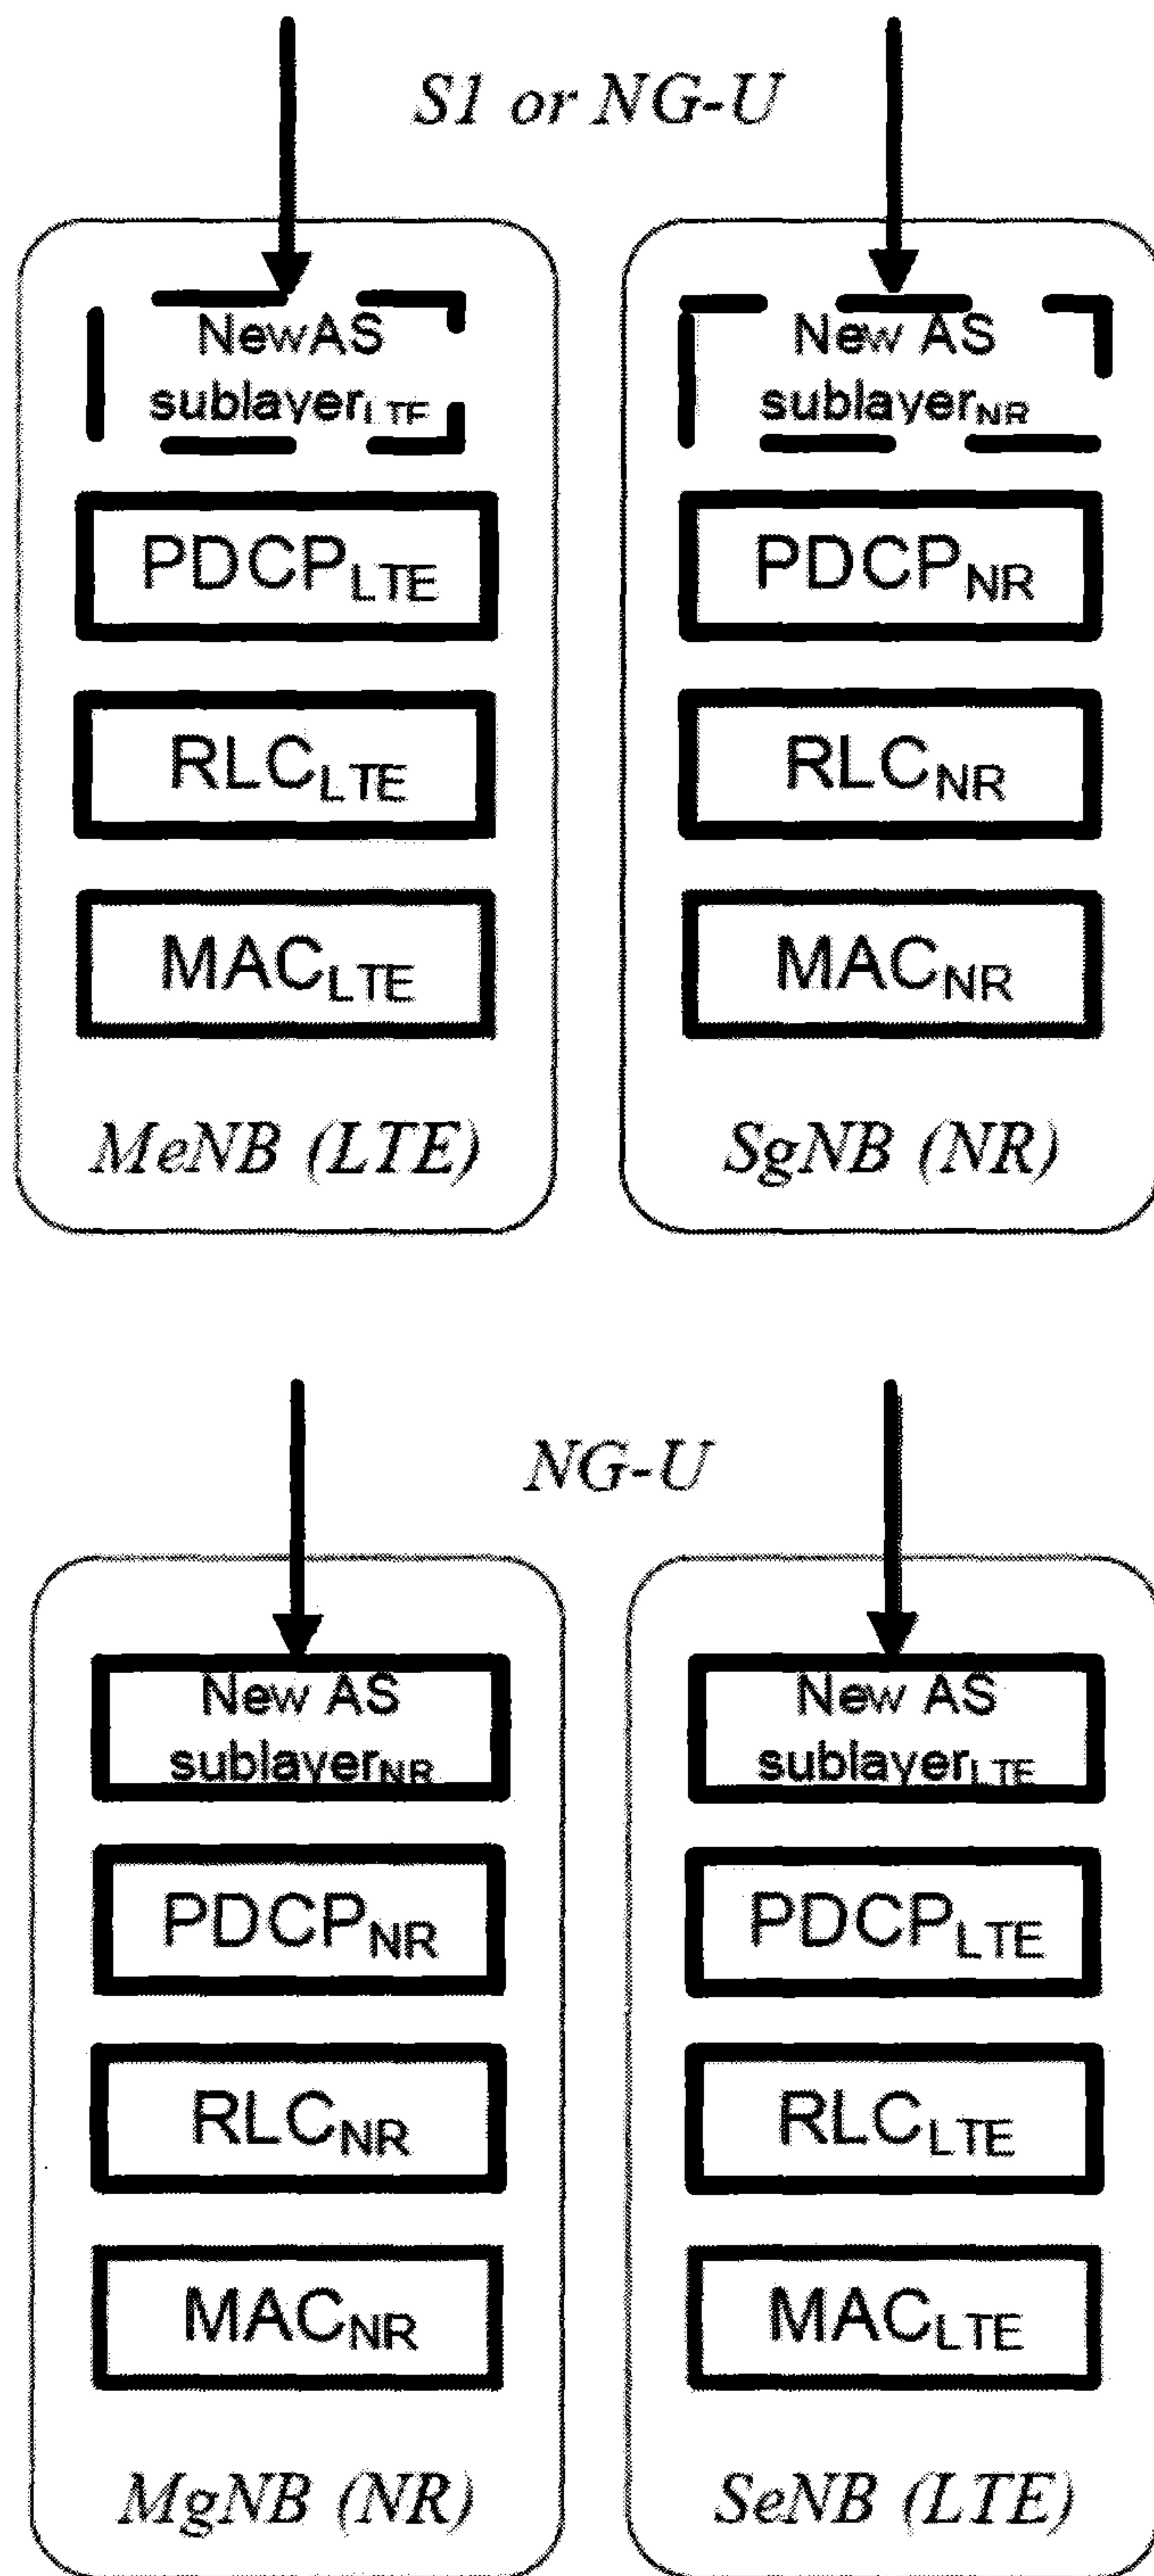 S1 or NG-U
NewAS
sublayerLTE
New AS
sublayerNR
PDCPLTE
PDCPNR
RLCLTE
RLCNR
MACLTE
MACNR
MeNB (LTE)
SgNB (NR)
NG-U
New AS
sublayerNR
New AS
sublayerLTE
PDCPNR
PDCPLTE
RLCNR
RLCLTE
MACNR
MACLTE
MgNB (NR)
SeNB (LTE)